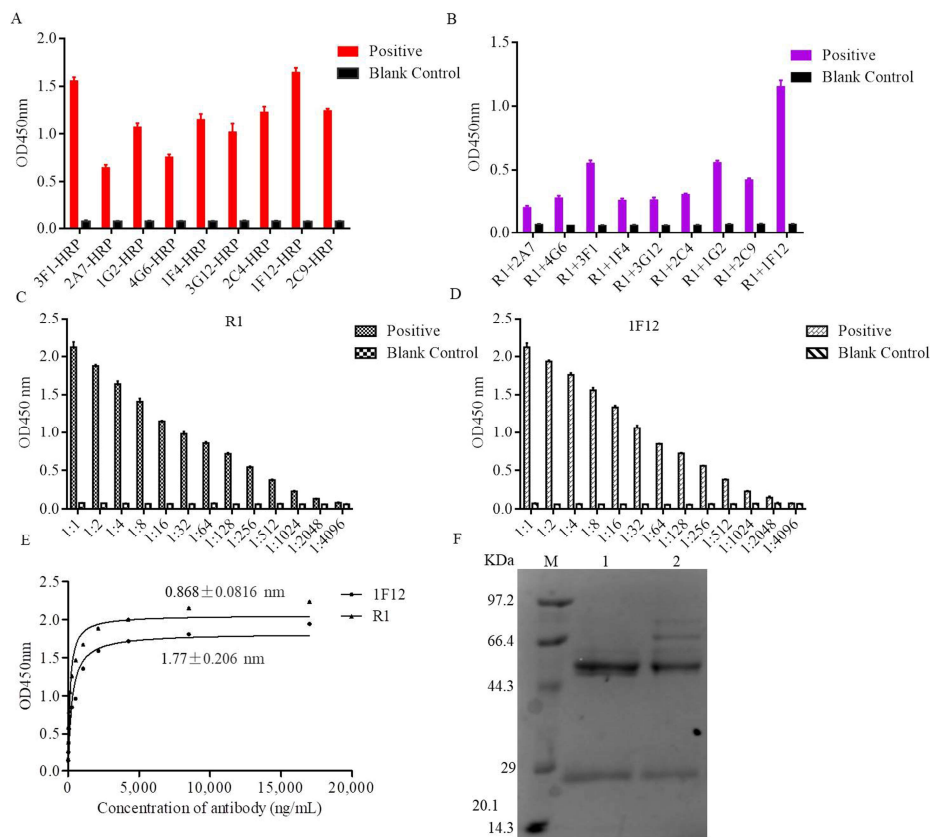 A
2.0
1.5
1.0
0.5
0.0
OD450nm
Positive
Blank Control
3F1-HRP
2A7-HRP
1G2-HRP
4G6-HRP
1F4-HRP
3G12-HRP
2C4-HRP
1F12-HRP
2C9-HRP
B
1.5
1.0
0.5
0.0
OD450nm
Positive
Blank Control
R1+2A7
R1+4G6
R1+3F1
R1+1F4
R1+3G12
R1+2C4
R1+1G2
R1+2C9
R1+1F12
C
R1
2.5
2.0
1.5
1.0
0.5
0.0
OD450 nm
Positive
Blank Control
1:1
1:2
1:4
1:8
1:16
1:32
1:64
1:128
1:256
1:512
1:1024
1:2048
1:4096
D
1F12
2.5
2.0
1.5
1.0
0.5
0.0
OD450 nm
Positive
Blank Control
1:1
1:2
1:4
1:8
1:16
1:32
1:64
1:128
1:256
1:512
1:1024
1:2048
1:4096
E
2.5
2.0
1.5
1.0
0.5
0.0
OD450nm
0.868±0.0816 nm
1.77±0.206 nm
1F12
R1
0
5,000
10,000
15,000
20,000
Concentration of antibody (ng/mL)
F
KDa M 1 2
97.2
66.4
44.3
29
20.1
14.3